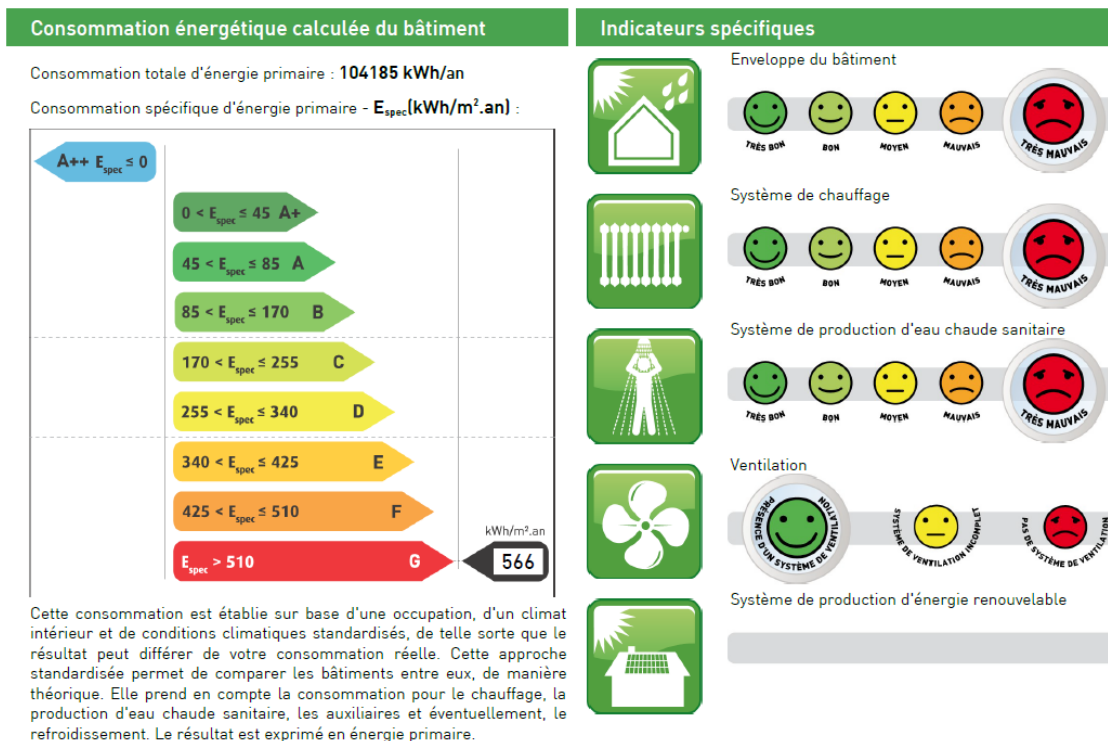 Consommation énergétique calculée du bâtiment
Consommation totale d'énergie primaire : 104185 kWh/an
Consommation spécifique d'énergie primaire - Espec(kWh/m².an) :
A++ Espec ≤ 0
0 < Espec ≤ 45 A+
45 < Espec ≤ 85 A
85 < Espec ≤ 170 B
170 < Espec ≤ 255 C
255 < Espec ≤ 340 D
340 < Espec ≤ 425 E
425 < Espec ≤ 510 F
Espec > 510 G
kWh/m².an
566
Cette consommation est établie sur base d'une occupation, d'un climat
intérieur et de conditions climatiques standardisés, de telle sorte que le
résultat peut différer de votre consommation réelle. Cette approche
standardisée permet de comparer les bâtiments entre eux, de manière
théorique. Elle prend en compte la consommation pour le chauffage, la
production d'eau chaude sanitaire, les auxiliaires et éventuellement, le
refroidissement. Le résultat est exprimé en énergie primaire.
Indicateurs spécifiques
Enveloppe du bâtiment
TRÈS BON BON MOYEN MAUVAIS TRÈS MAUVAIS
Système de chauffage
TRÈS BON BON MOYEN MAUVAIS TRÈS MAUVAIS
Système de production d'eau chaude sanitaire
TRÈS BON BON MOYEN MAUVAIS TRÈS MAUVAIS
Ventilation
PRÉSENCE D'UN SYSTÈME DE VENTILATION
SYSTÈME DE VENTILATION INCOMPLET
PAS DE SYSTÈME DE VENTILATION
Système de production d'énergie renouvelable